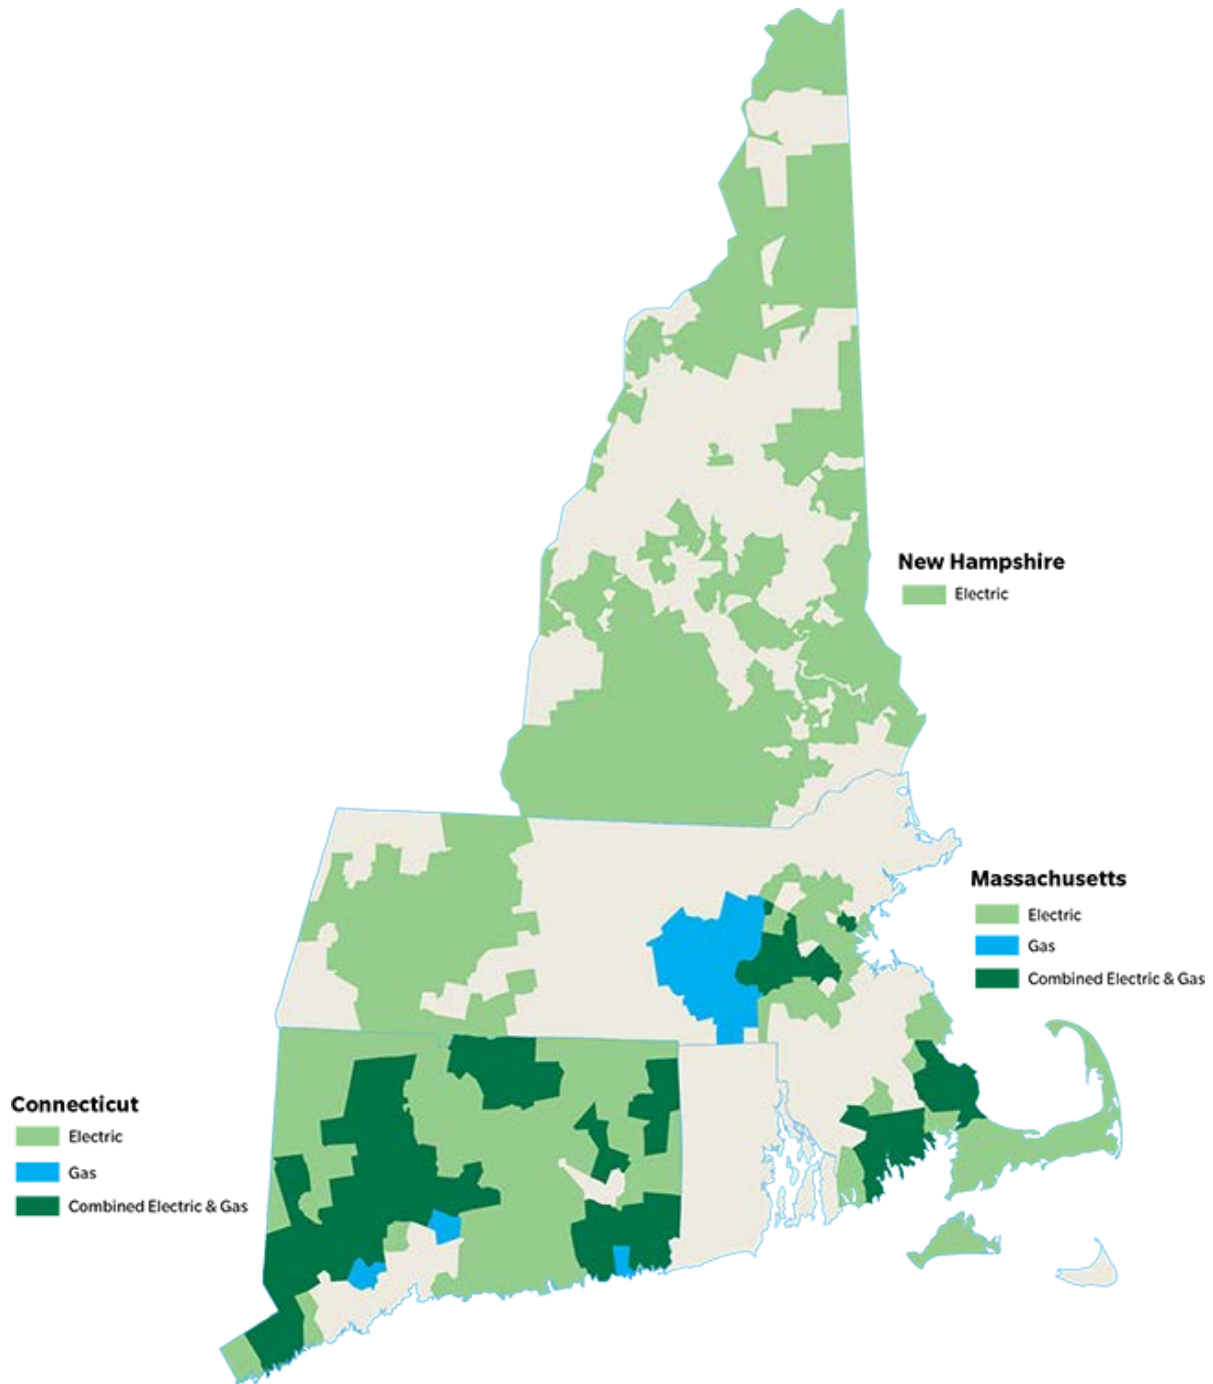 New Hampshire
Electric
Massachusetts
Electric
Gas
Combined Electric & Gas
Connecticut
Electric
Gas
Combined Electric & Gas